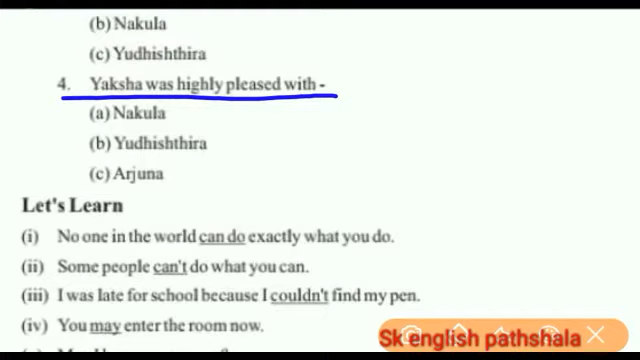 (b) Nakula
(c) Yudhishthira
4. Yaksha was highly pleased with -
(a) Nakula
(b) Yudhishthira
(c) Arjuna
Let's Learn
(i) No one in the world can do exactly what you do.
(ii) Some people can't do what you can.
(iii) I was late for school because I couldn't find my pen.
(iv) You may enter the room now.
Sk english pathshala